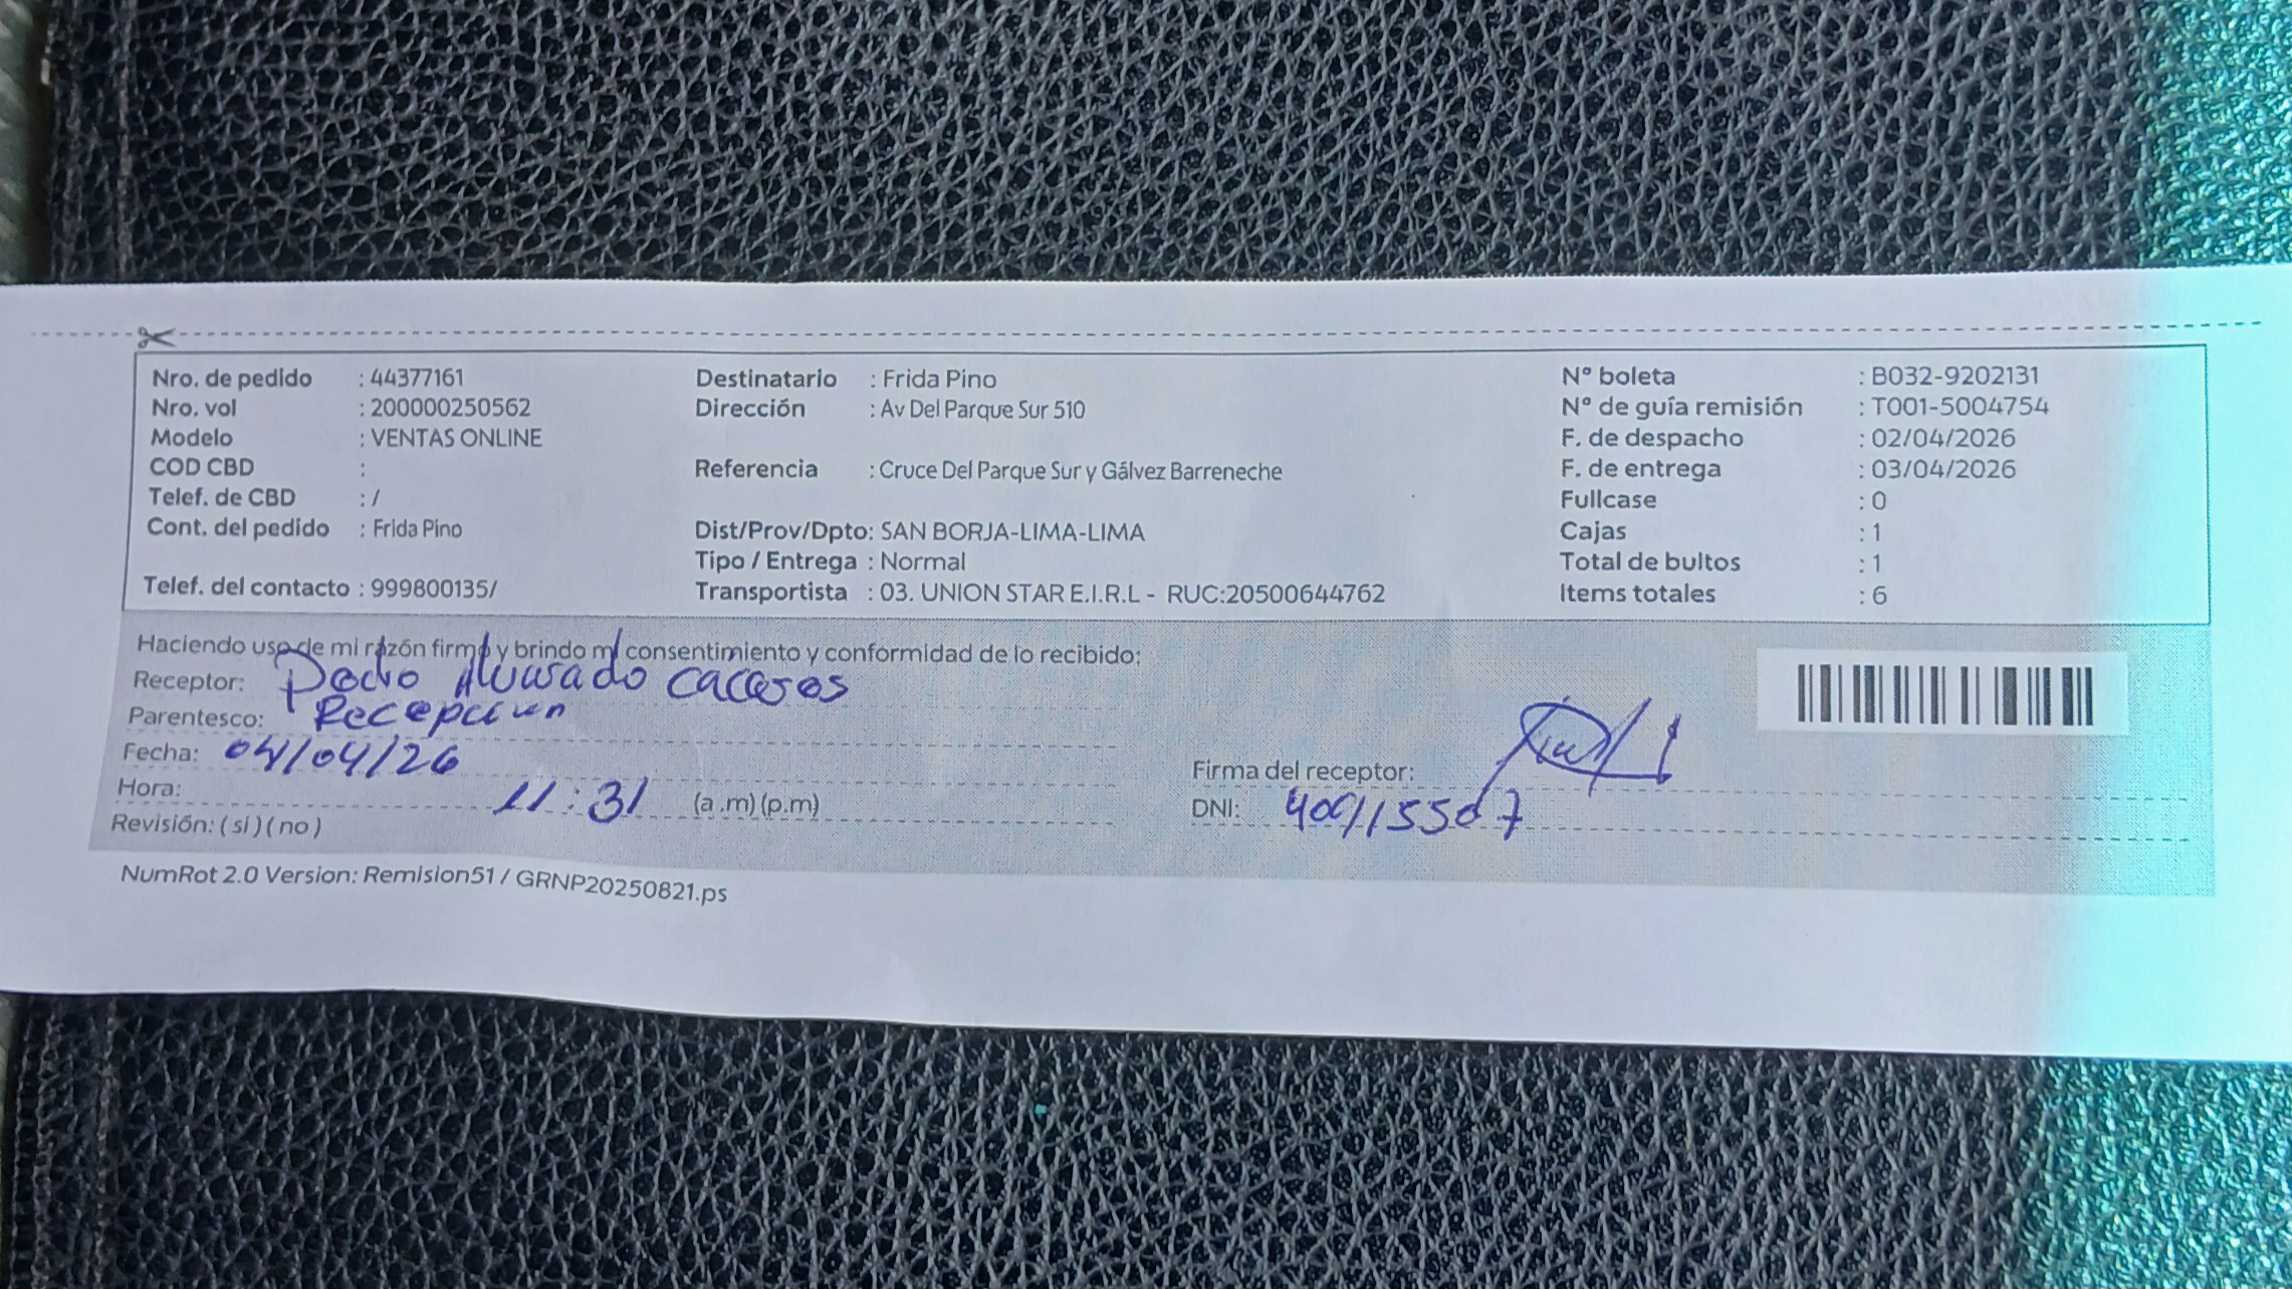 Nro. de pedido : 44377161
Nro. vol : 200000250562
Modelo : VENTAS ONLINE
COD CBD :
Telef. de CBD : /
Cont. del pedido : Frida Pino
Telef. del contacto : 999800135/
Destinatario : Frida Pino
Dirección : Av Del Parque Sur 510
Referencia : Cruce Del Parque Sur y Gálvez Barreneche
Dist/Prov/Dpto: SAN BORJA-LIMA-LIMA
Tipo / Entrega : Normal
Transportista : 03. UNION STAR E.I.R.L - RUC:20500644762
N° boleta : B032-9202131
N° de guía remisión : T001-5004754
F. de despacho : 02/04/2026
F. de entrega : 03/04/2026
Fullcase : 0
Cajas : 1
Total de bultos : 1
Items totales : 6
Haciendo uso de mi razón firmo y brindo mi consentimiento y conformidad de lo recibido:
Receptor: Pedro Alvarado Caceres
Parentesco: Recepcion
Fecha: 04/04/26
Hora: 11:31 (a .m) (p.m)
Revisión: ( si ) ( no )
Firma del receptor:
DNI:
NumRot 2.0 Version: Remision51 / GRNP20250821.ps